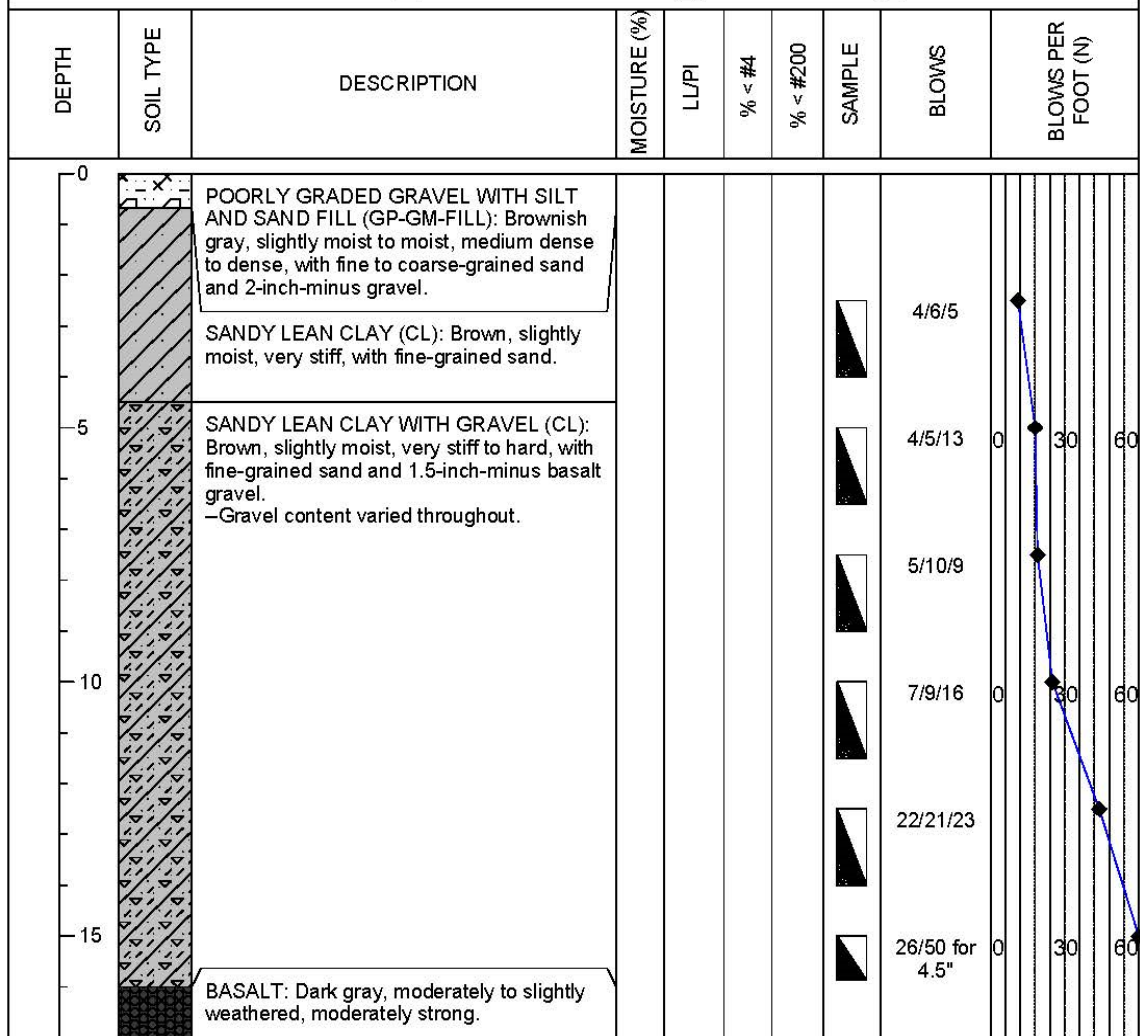 DEPTH
SOIL TYPE
DESCRIPTION
MOISTURE (%)
LL/PI
% < #4
% < #200
SAMPLE
BLOWS
BLOWS PER
FOOT (N)
0
POORLY GRADED GRAVEL WITH SILT
AND SAND FILL (GP-GM-FILL): Brownish
gray, slightly moist to moist, medium dense
to dense, with fine to coarse-grained sand
and 2-inch-minus gravel.
4/6/5
SANDY LEAN CLAY (CL): Brown, slightly
moist, very stiff, with fine-grained sand.
5
SANDY LEAN CLAY WITH GRAVEL (CL):
Brown, slightly moist, very stiff to hard, with
fine-grained sand and 1.5-inch-minus basalt
gravel.
–Gravel content varied throughout.
4/5/13
0 30 60
5/10/9
10
7/9/16
0 30 60
22/21/23
15
26/50 for
4.5"
0 30 60
BASALT: Dark gray, moderately to slightly
weathered, moderately strong.